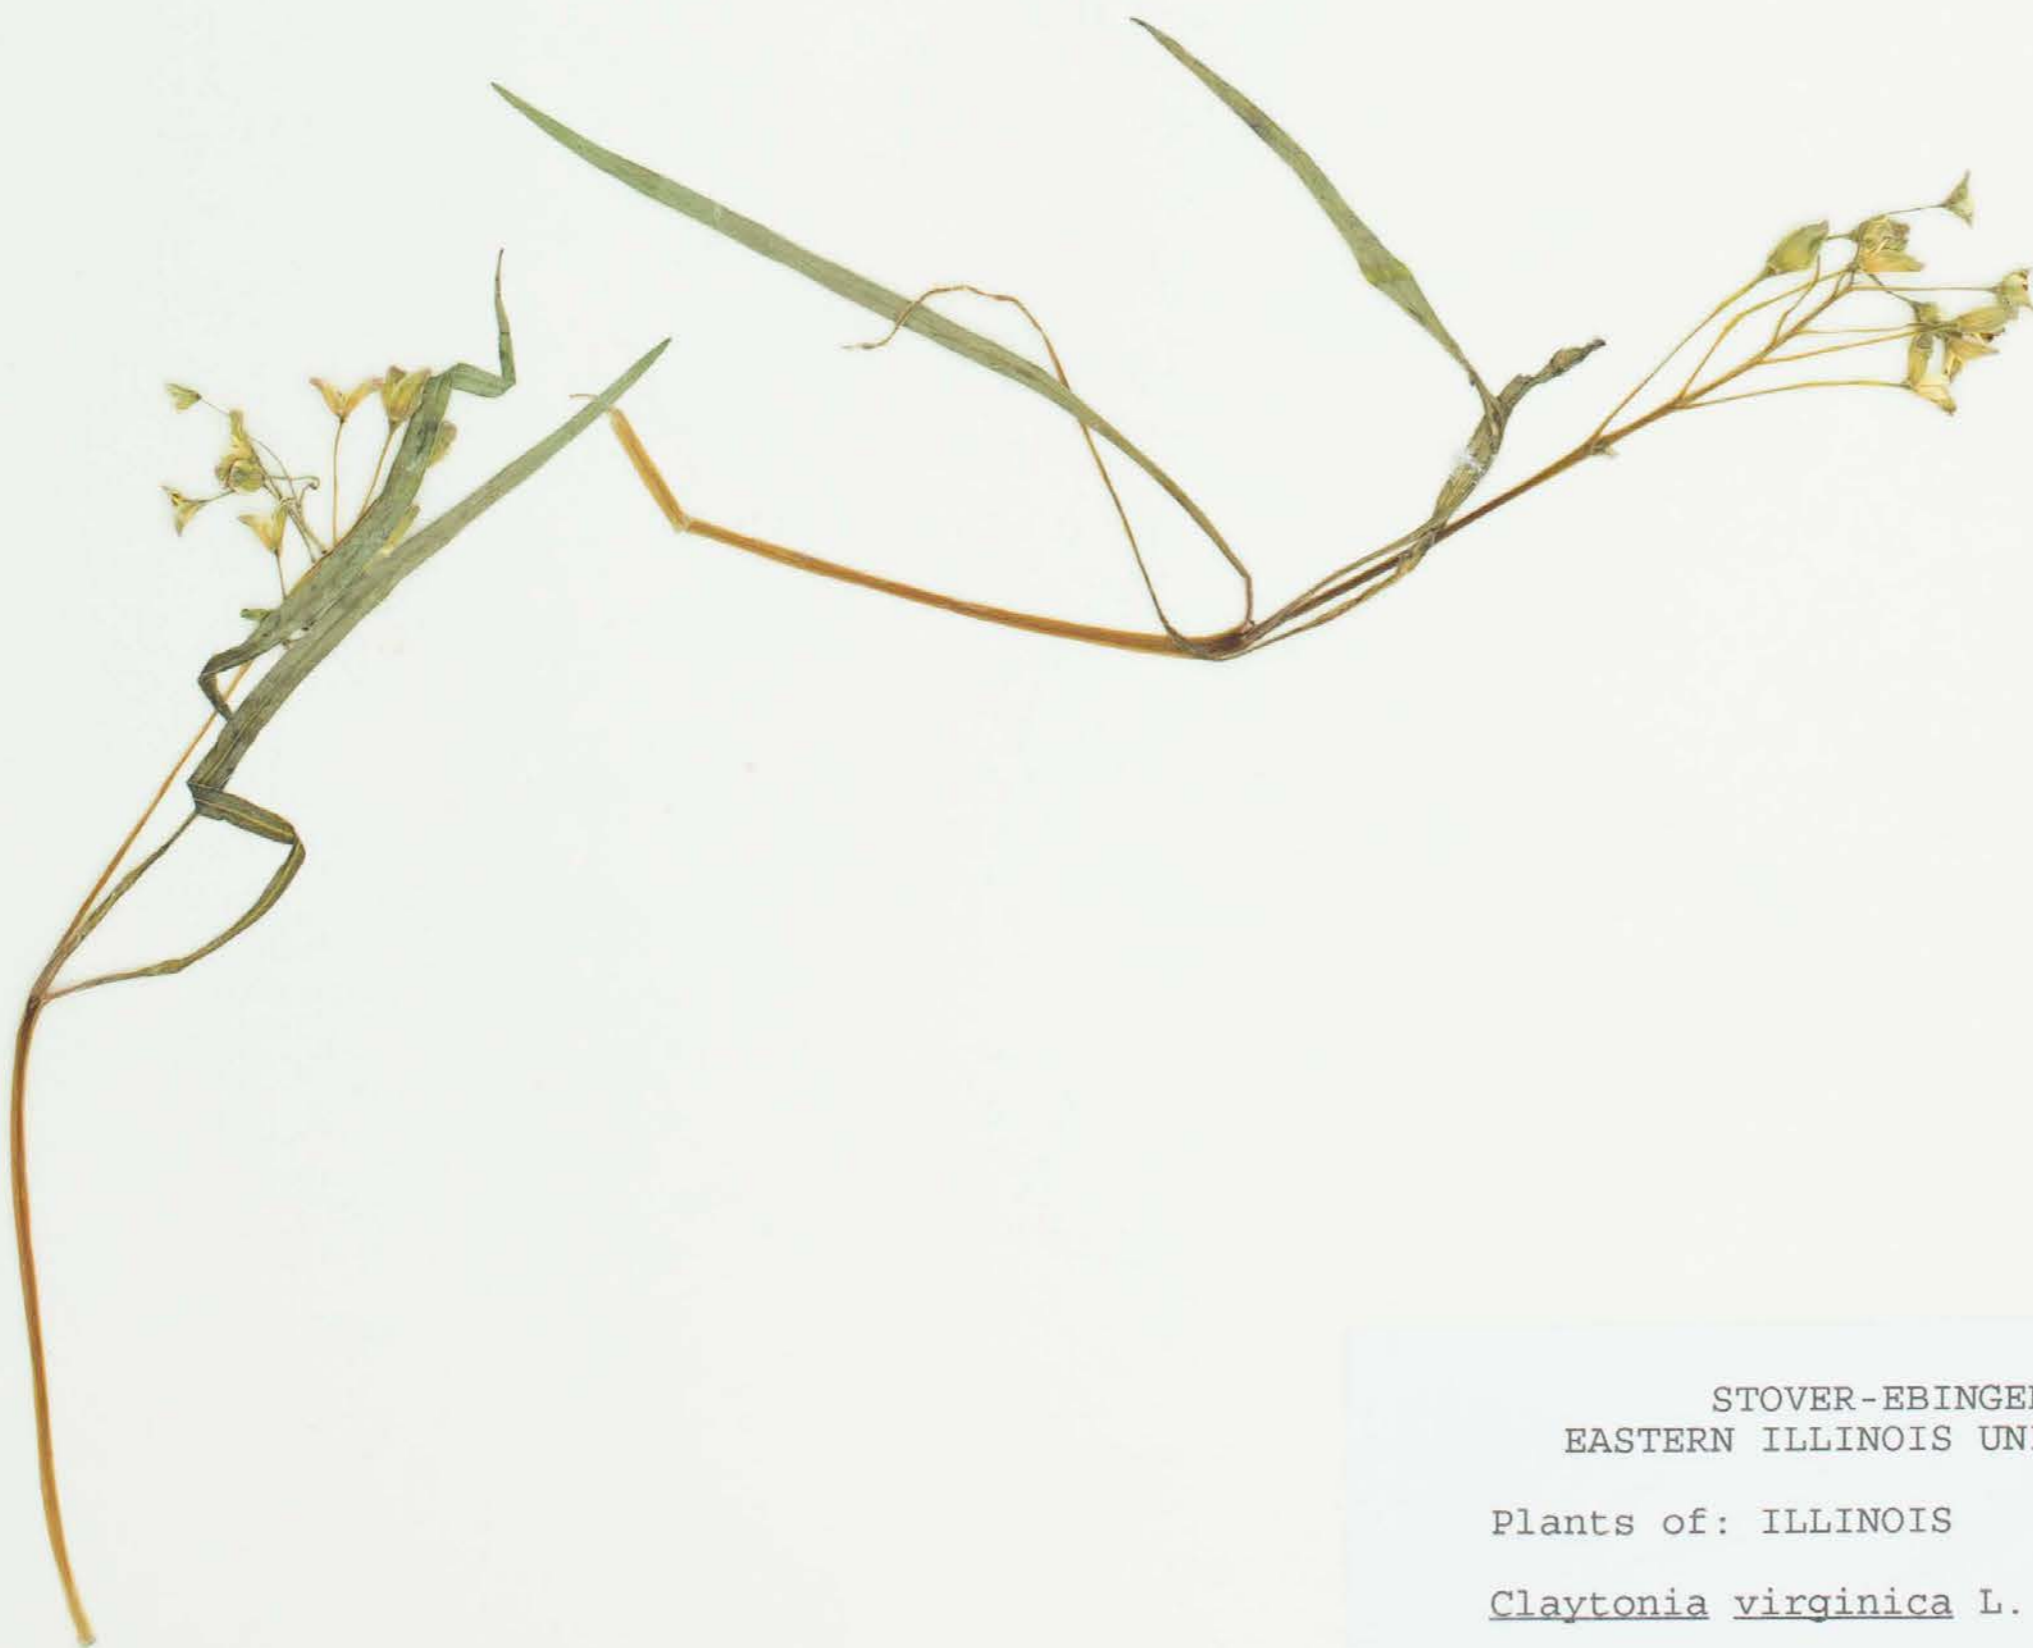 STOVER-EBINGE
EASTERN ILLINOIS UN
Plants of: ILLINOIS
Claytonia virginica L.